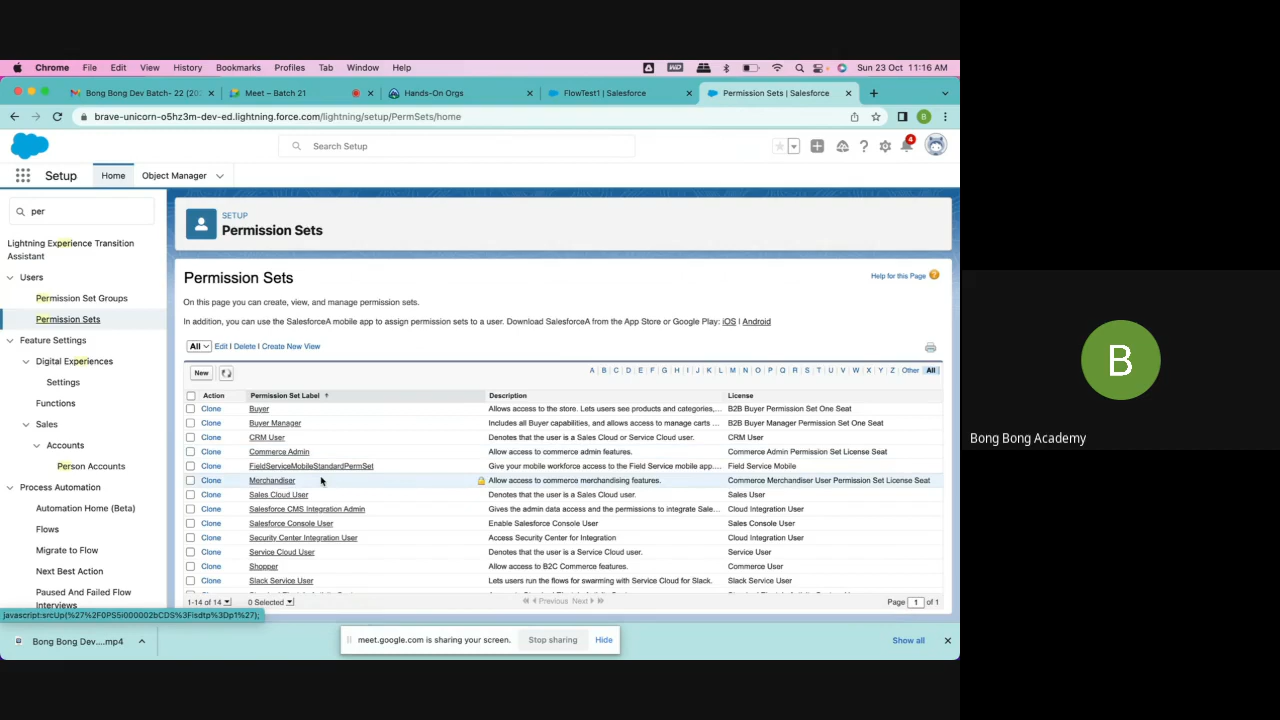 Chrome File Edit View History Bookmarks Profiles Tab Window Help Sun 23 Oct 11:16 AM
Bong Bong Dev Batch- 22 (20: Meet – Batch 21 Hands-On Orgs FlowTest1 | Salesforce Permission Sets | Salesforce
brave-unicorn-o5hz3m-dev-ed.lightning.force.com/lightning/setup/PermSets/home B
Search Setup 4
Setup Home Object Manager
per
Lightning Experience Transition
Assistant
Users
Permission Set Groups
Permission Sets
Feature Settings
Digital Experiences
Settings
Functions
Sales
Accounts
Person Accounts
Process Automation
Automation Home (Beta)
Flows
Migrate to Flow
Next Best Action
Paused And Failed Flow
Interviews
SETUP
Permission Sets
Permission Sets
Help for this Page ?
On this page you can create, view, and manage permission sets.
In addition, you can use the SalesforceA mobile app to assign permission sets to a user. Download SalesforceA from the App Store or Google Play: iOS | Android
All Edit | Delete | Create New View
New A B C D E F G H I J K L M N O P Q R S T U V W X Y Z Other All
Action Permission Set Label Description License
Clone Buyer Allows access to the store. Lets users see products and categories,... B2B Buyer Permission Set One Seat
Clone Buyer Manager Includes all Buyer capabilities, and allows access to manage carts ... B2B Buyer Manager Permission Set One Seat
Clone CRM User Denotes that the user is a Sales Cloud or Service Cloud user. CRM User
Clone Commerce Admin Allow access to commerce admin features. Commerce Admin Permission Set License Seat
Clone FieldServiceMobileStandardPermSet Give your mobile workforce access to the Field Service mobile app.... Field Service Mobile
Clone Merchandiser Allow access to commerce merchandising features. Commerce Merchandiser User Permission Set License Seat
Clone Sales Cloud User Denotes that the user is a Sales Cloud user. Sales User
Clone Salesforce CMS Integration Admin Gives the admin data access and the permissions to integrate Sale... Cloud Integration User
Clone Salesforce Console User Enable Salesforce Console User Sales Console User
Clone Security Center Integration User Access Security Center for Integration Cloud Integration User
Clone Service Cloud User Denotes that the user is a Service Cloud user. Service User
Clone Shopper Allow access to B2C Commerce features. Commerce User
Clone Slack Service User Lets users run the flows for swarming with Service Cloud for Slack. Slack Service User
1-14 of 14 0 Selected Previous Next Page 1 of 1
javascript:srcUp(%27%2F0PS5i000002bCDS%3Fisdtp%3Dp1%27);
Bong Bong Dev....mp4 meet.google.com is sharing your screen. Stop sharing Hide Show all
B
Bong Bong Academy